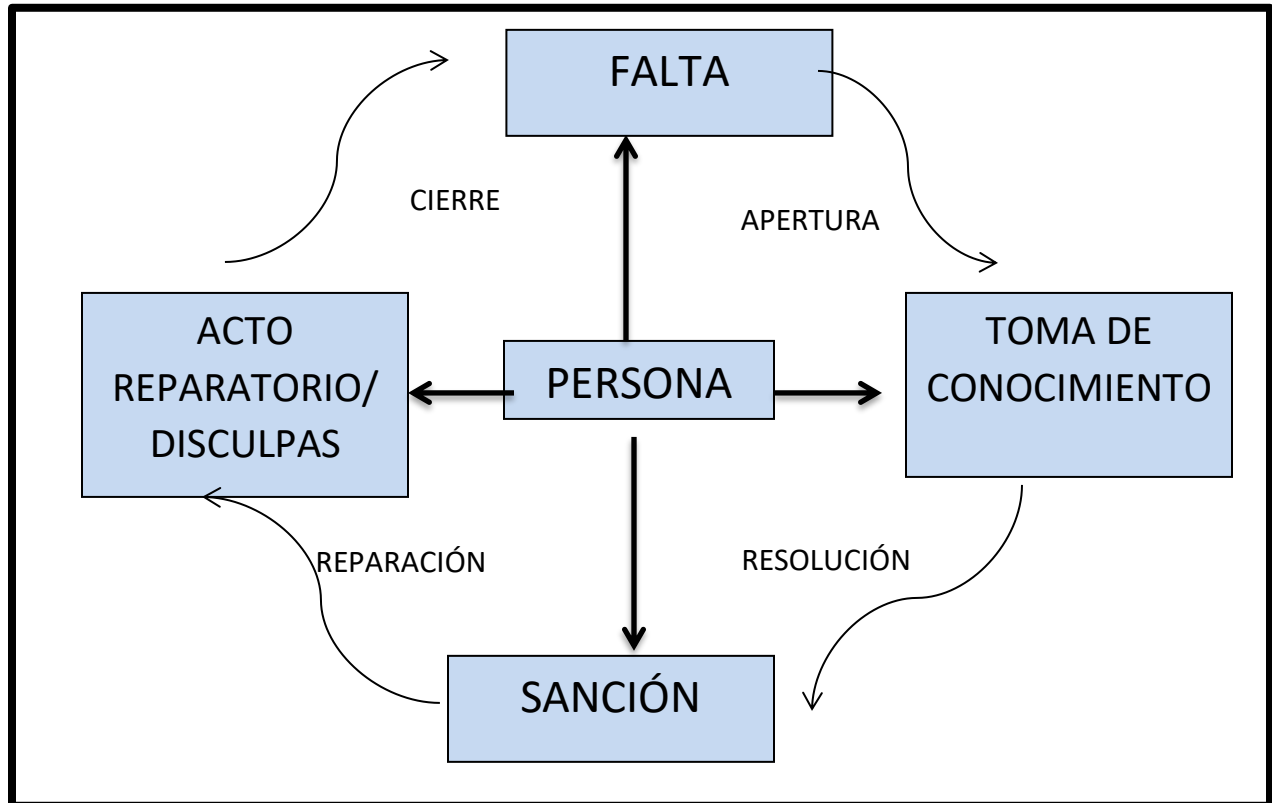 FALTA
CIERRE
APERTURA
ACTO
REPARATORIO/
DISCULPAS
PERSONA
TOMA DE
CONOCIMIENTO
REPARACIÓN
RESOLUCIÓN
SANCIÓN